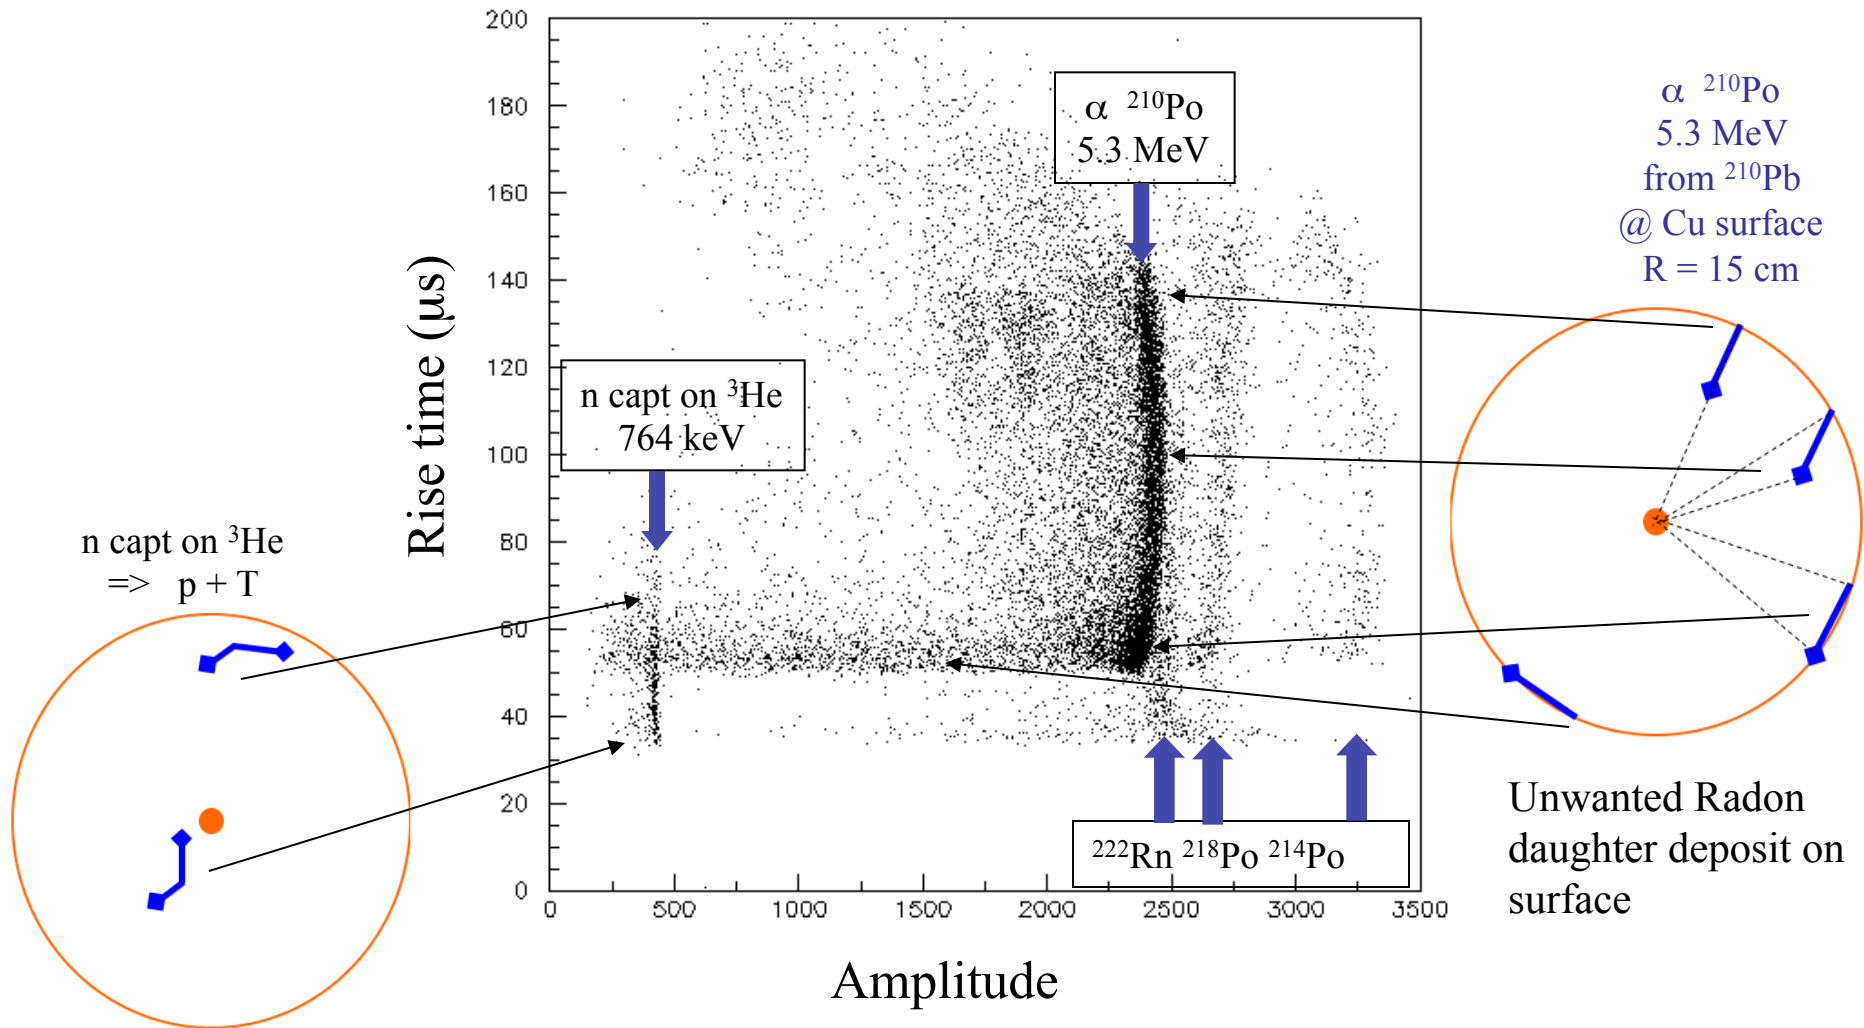 200
180
160
140
120
100
80
60
40
20
0
0 500 1000 1500 2000 2500 3000 3500
Rise time (µs)
Amplitude
α ²¹⁰Po
5.3 MeV
n capt on ³He
764 keV
²²²Rn ²¹⁸Po ²¹⁴Po
n capt on ³He
=> p + T
α ²¹⁰Po
5.3 MeV
from ²¹⁰Pb
@ Cu surface
R = 15 cm
Unwanted Radon
daughter deposit on
surface